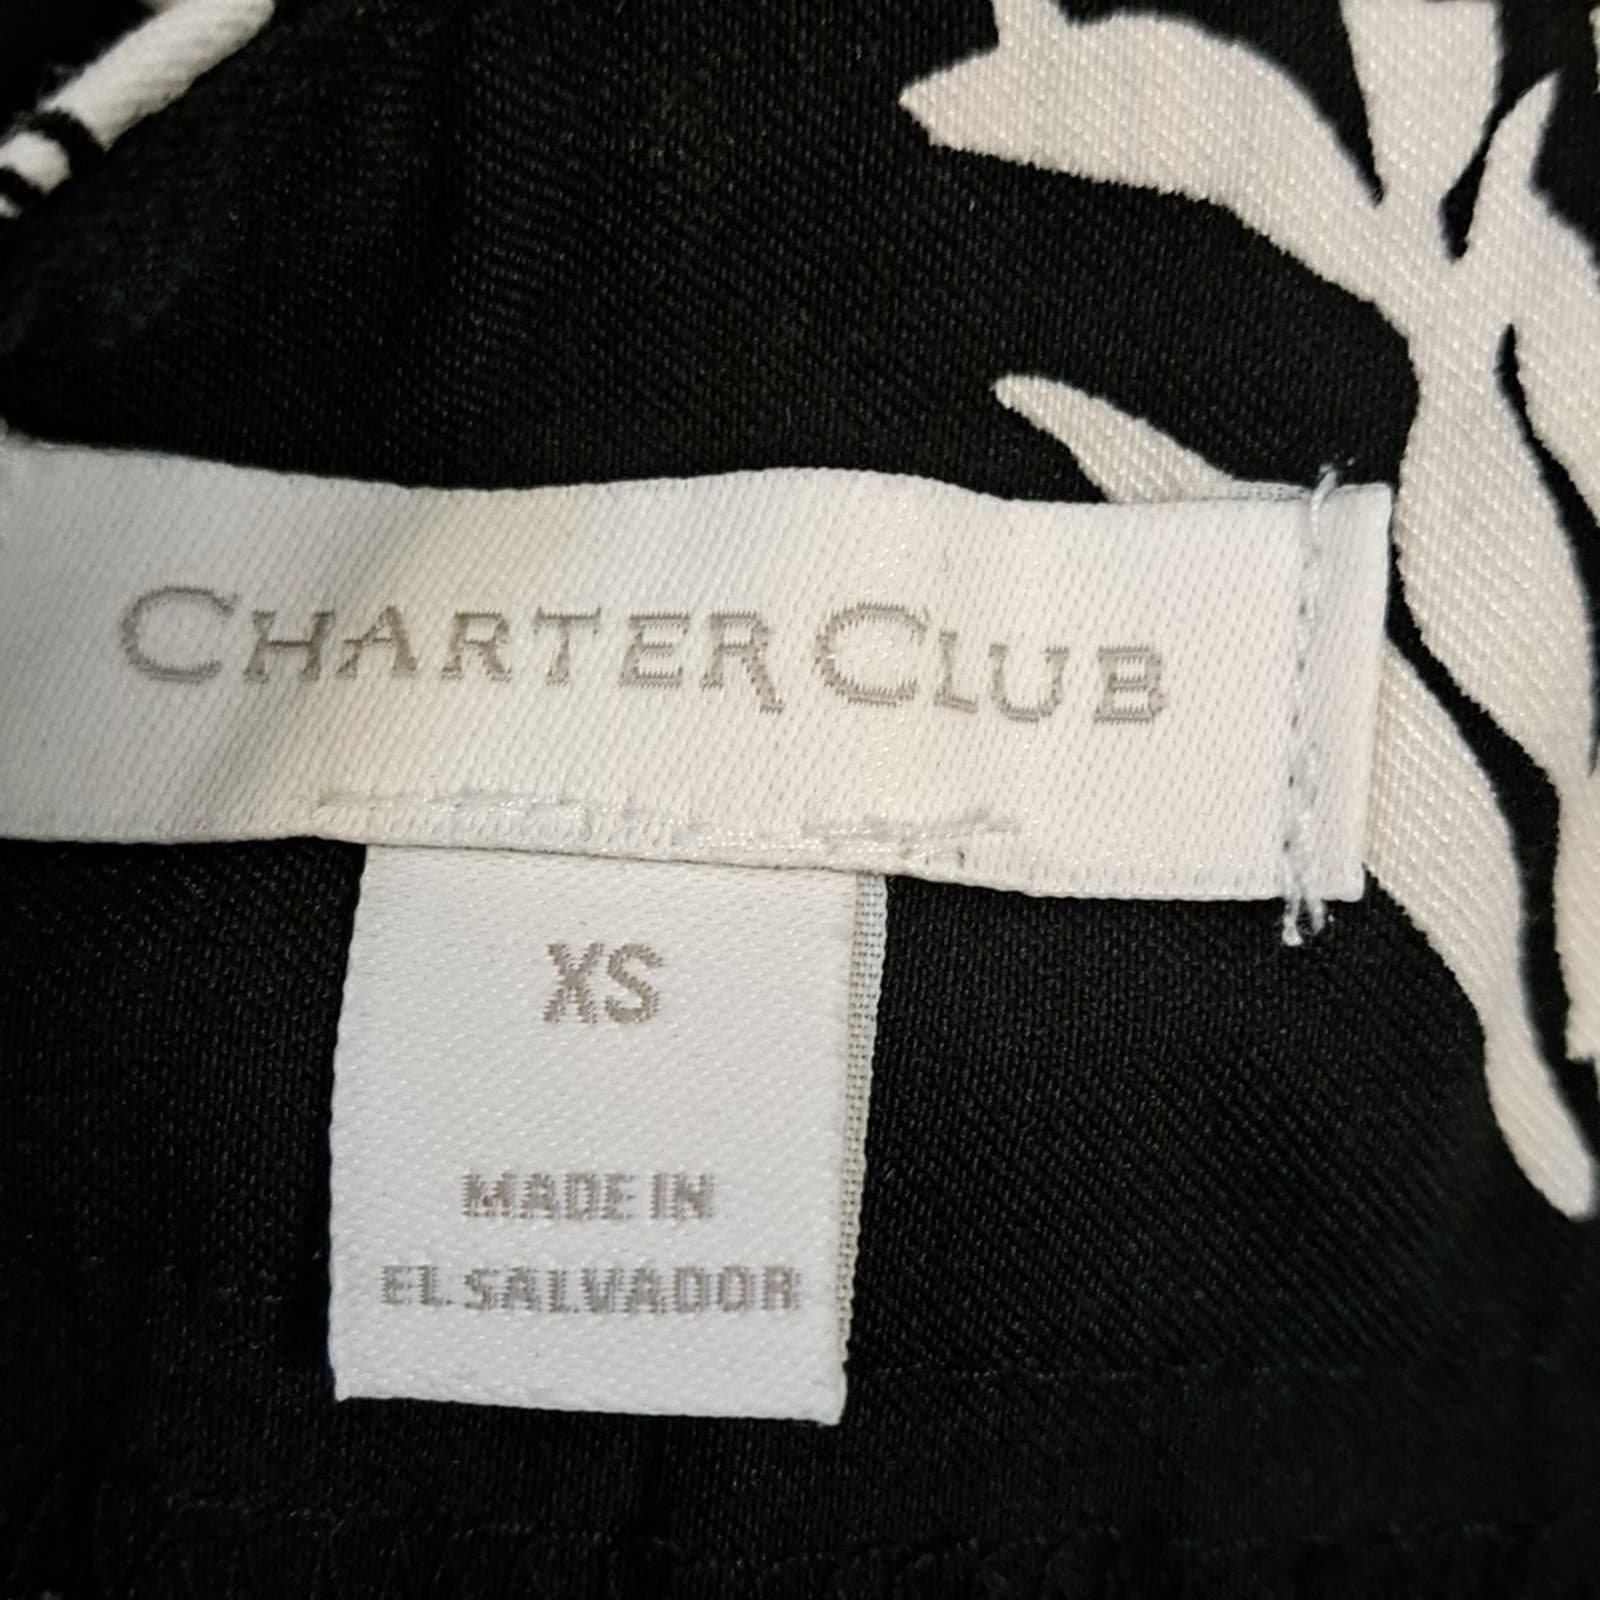 CHARTER CLUB
XS
MADE IN
EL SALVADOR